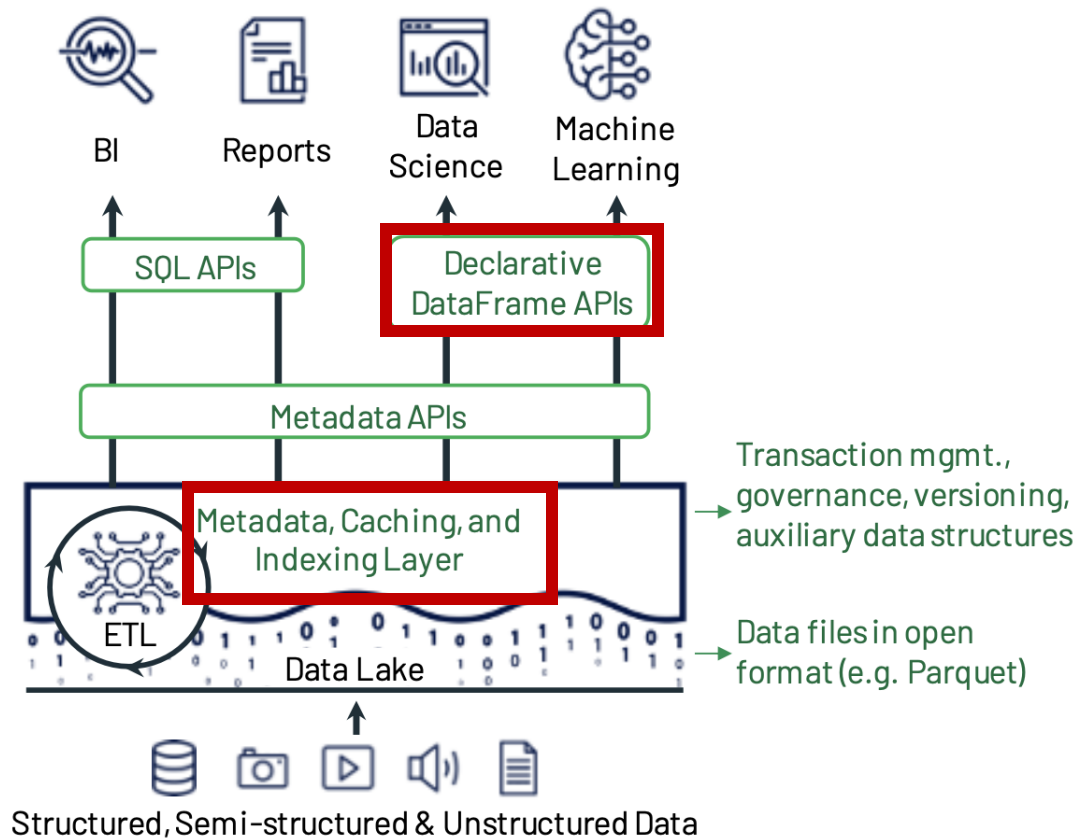 BI
Reports
Data
Science
Machine
Learning
SQL APIs
Declarative
DataFrame APIs
Metadata APIs
Transaction mgmt.,
governance, versioning,
auxiliary data structures
Metadata, Caching, and
Indexing Layer
ETL
Data Lake
Data files in open
format (e.g. Parquet)
Structured, Semi-structured & Unstructured Data